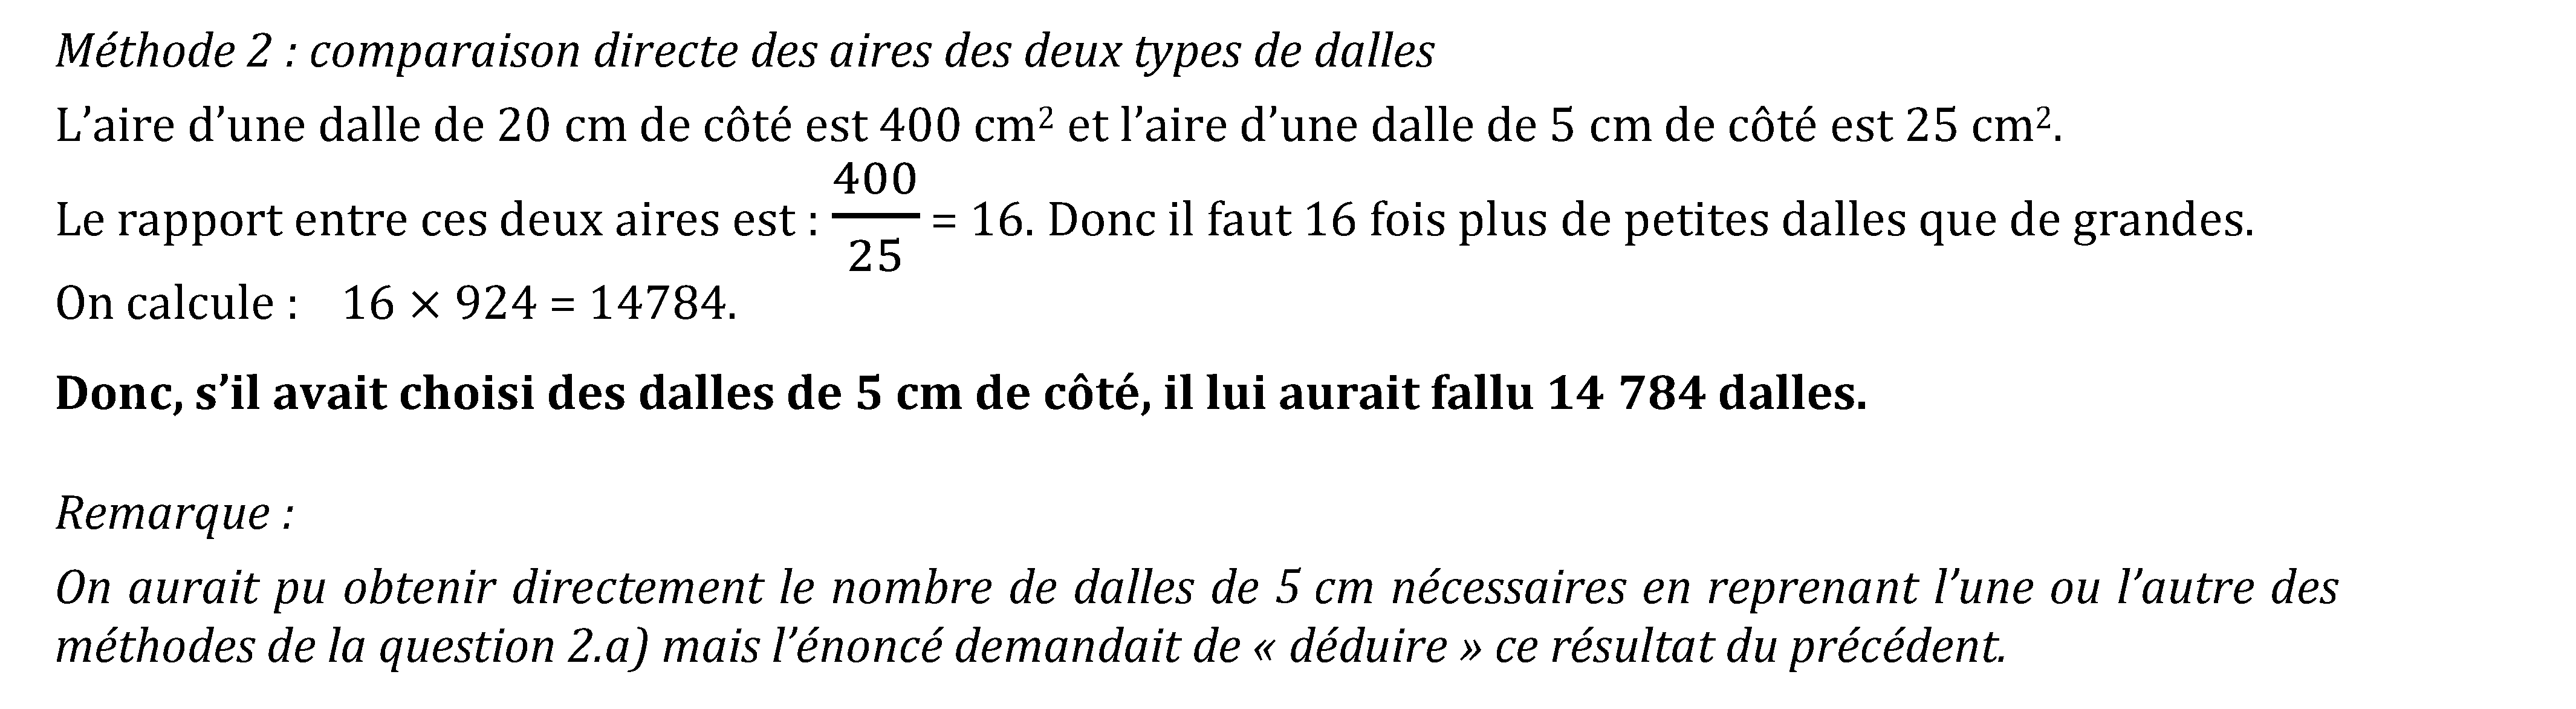 Méthode 2 : comparaison directe des aires des deux types de dalles
L’aire d’une dalle de 20 cm de côté est 400 cm² et l’aire d’une dalle de 5 cm de côté est 25 cm².
Le rapport entre ces deux aires est : 400/25 = 16. Donc il faut 16 fois plus de petites dalles que de grandes.
On calcule : 16 × 924 = 14784.
Donc, s’il avait choisi des dalles de 5 cm de côté, il lui aurait fallu 14 784 dalles.
Remarque :
On aurait pu obtenir directement le nombre de dalles de 5 cm nécessaires en reprenant l’une ou l’autre des
méthodes de la question 2.a) mais l’énoncé demandait de « déduire » ce résultat du précédent.